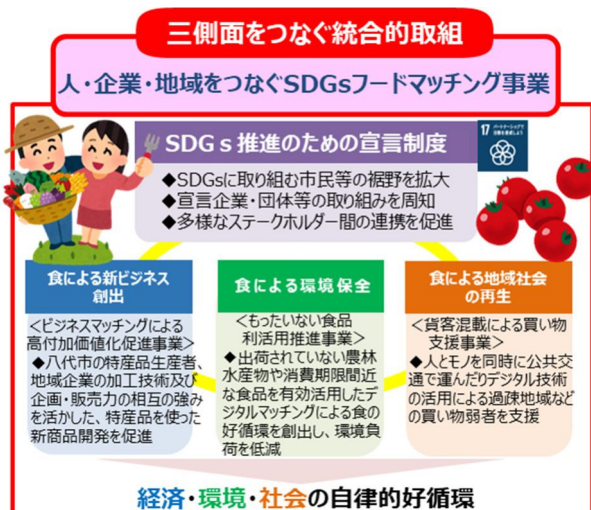 三側面をつなぐ統合的取組
人・企業・地域をつなぐSDGsフードマッチング事業
SDGs推進のための宣言制度
17 パートナーシップで
目標を達成しよう
◆SDGsに取り組む市民等の裾野を拡大
◆宣言企業・団体等の取り組みを周知
◆多様なステークホルダー間の連携を促進
食による新ビジネス
創出
<ビジネスマッチングによる
高付加価値化促進事業>
◆八代市の特産品生産者、
地域企業の加工技術及び
企画・販売力の相互の強み
を活かした、特産品を使った
新商品開発を促進
食による環境保全
<もったいない食品
利活用推進事業>
◆出荷されていない農林
水産物や消費期限間近
な食品を有効活用したデ
ジタルマッチングによる食の
好循環を創出し、環境負
荷を低減
食による地域社会
の再生
<貨客混載による買い物
支援事業>
◆人とモノを同時に公共交
通で運んだりデジタル技術
の活用による過疎地域など
の買い物弱者を支援
経済・環境・社会の自律的好循環